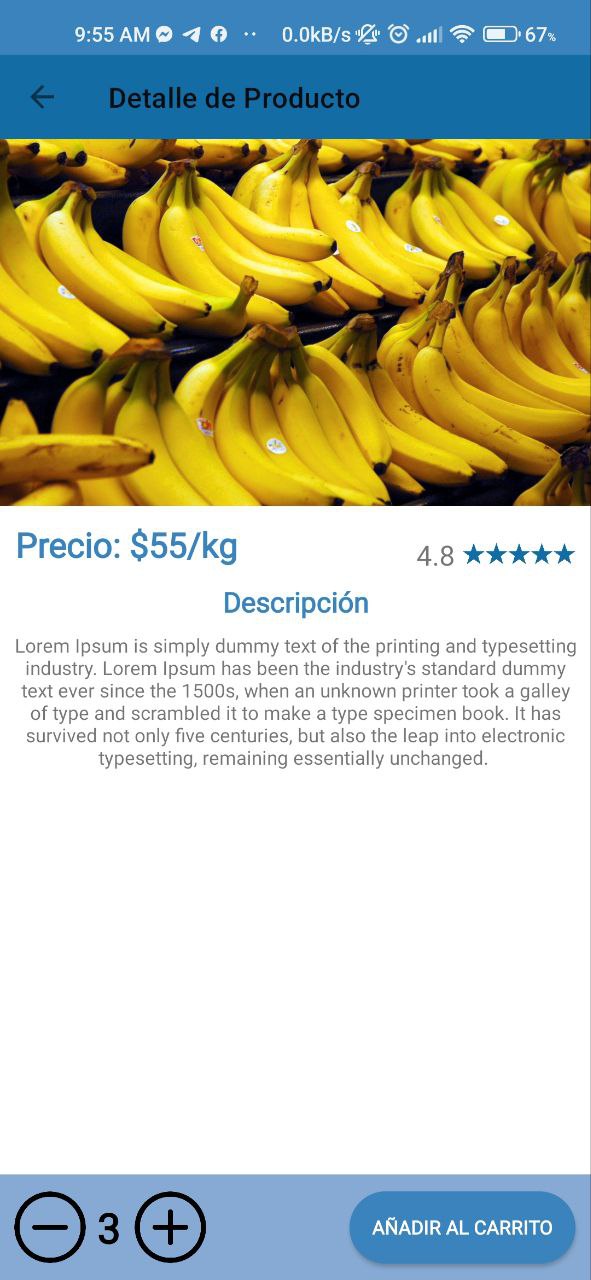 9:55 AM 0.0kB/s 67%
Detalle de Producto
Precio: $55/kg
4.8
Descripción
Lorem Ipsum is simply dummy text of the printing and typesetting
industry. Lorem Ipsum has been the industry's standard dummy
text ever since the 1500s, when an unknown printer took a galley
of type and scrambled it to make a type specimen book. It has
survived not only five centuries, but also the leap into electronic
typesetting, remaining essentially unchanged.
3
AÑADIR AL CARRITO